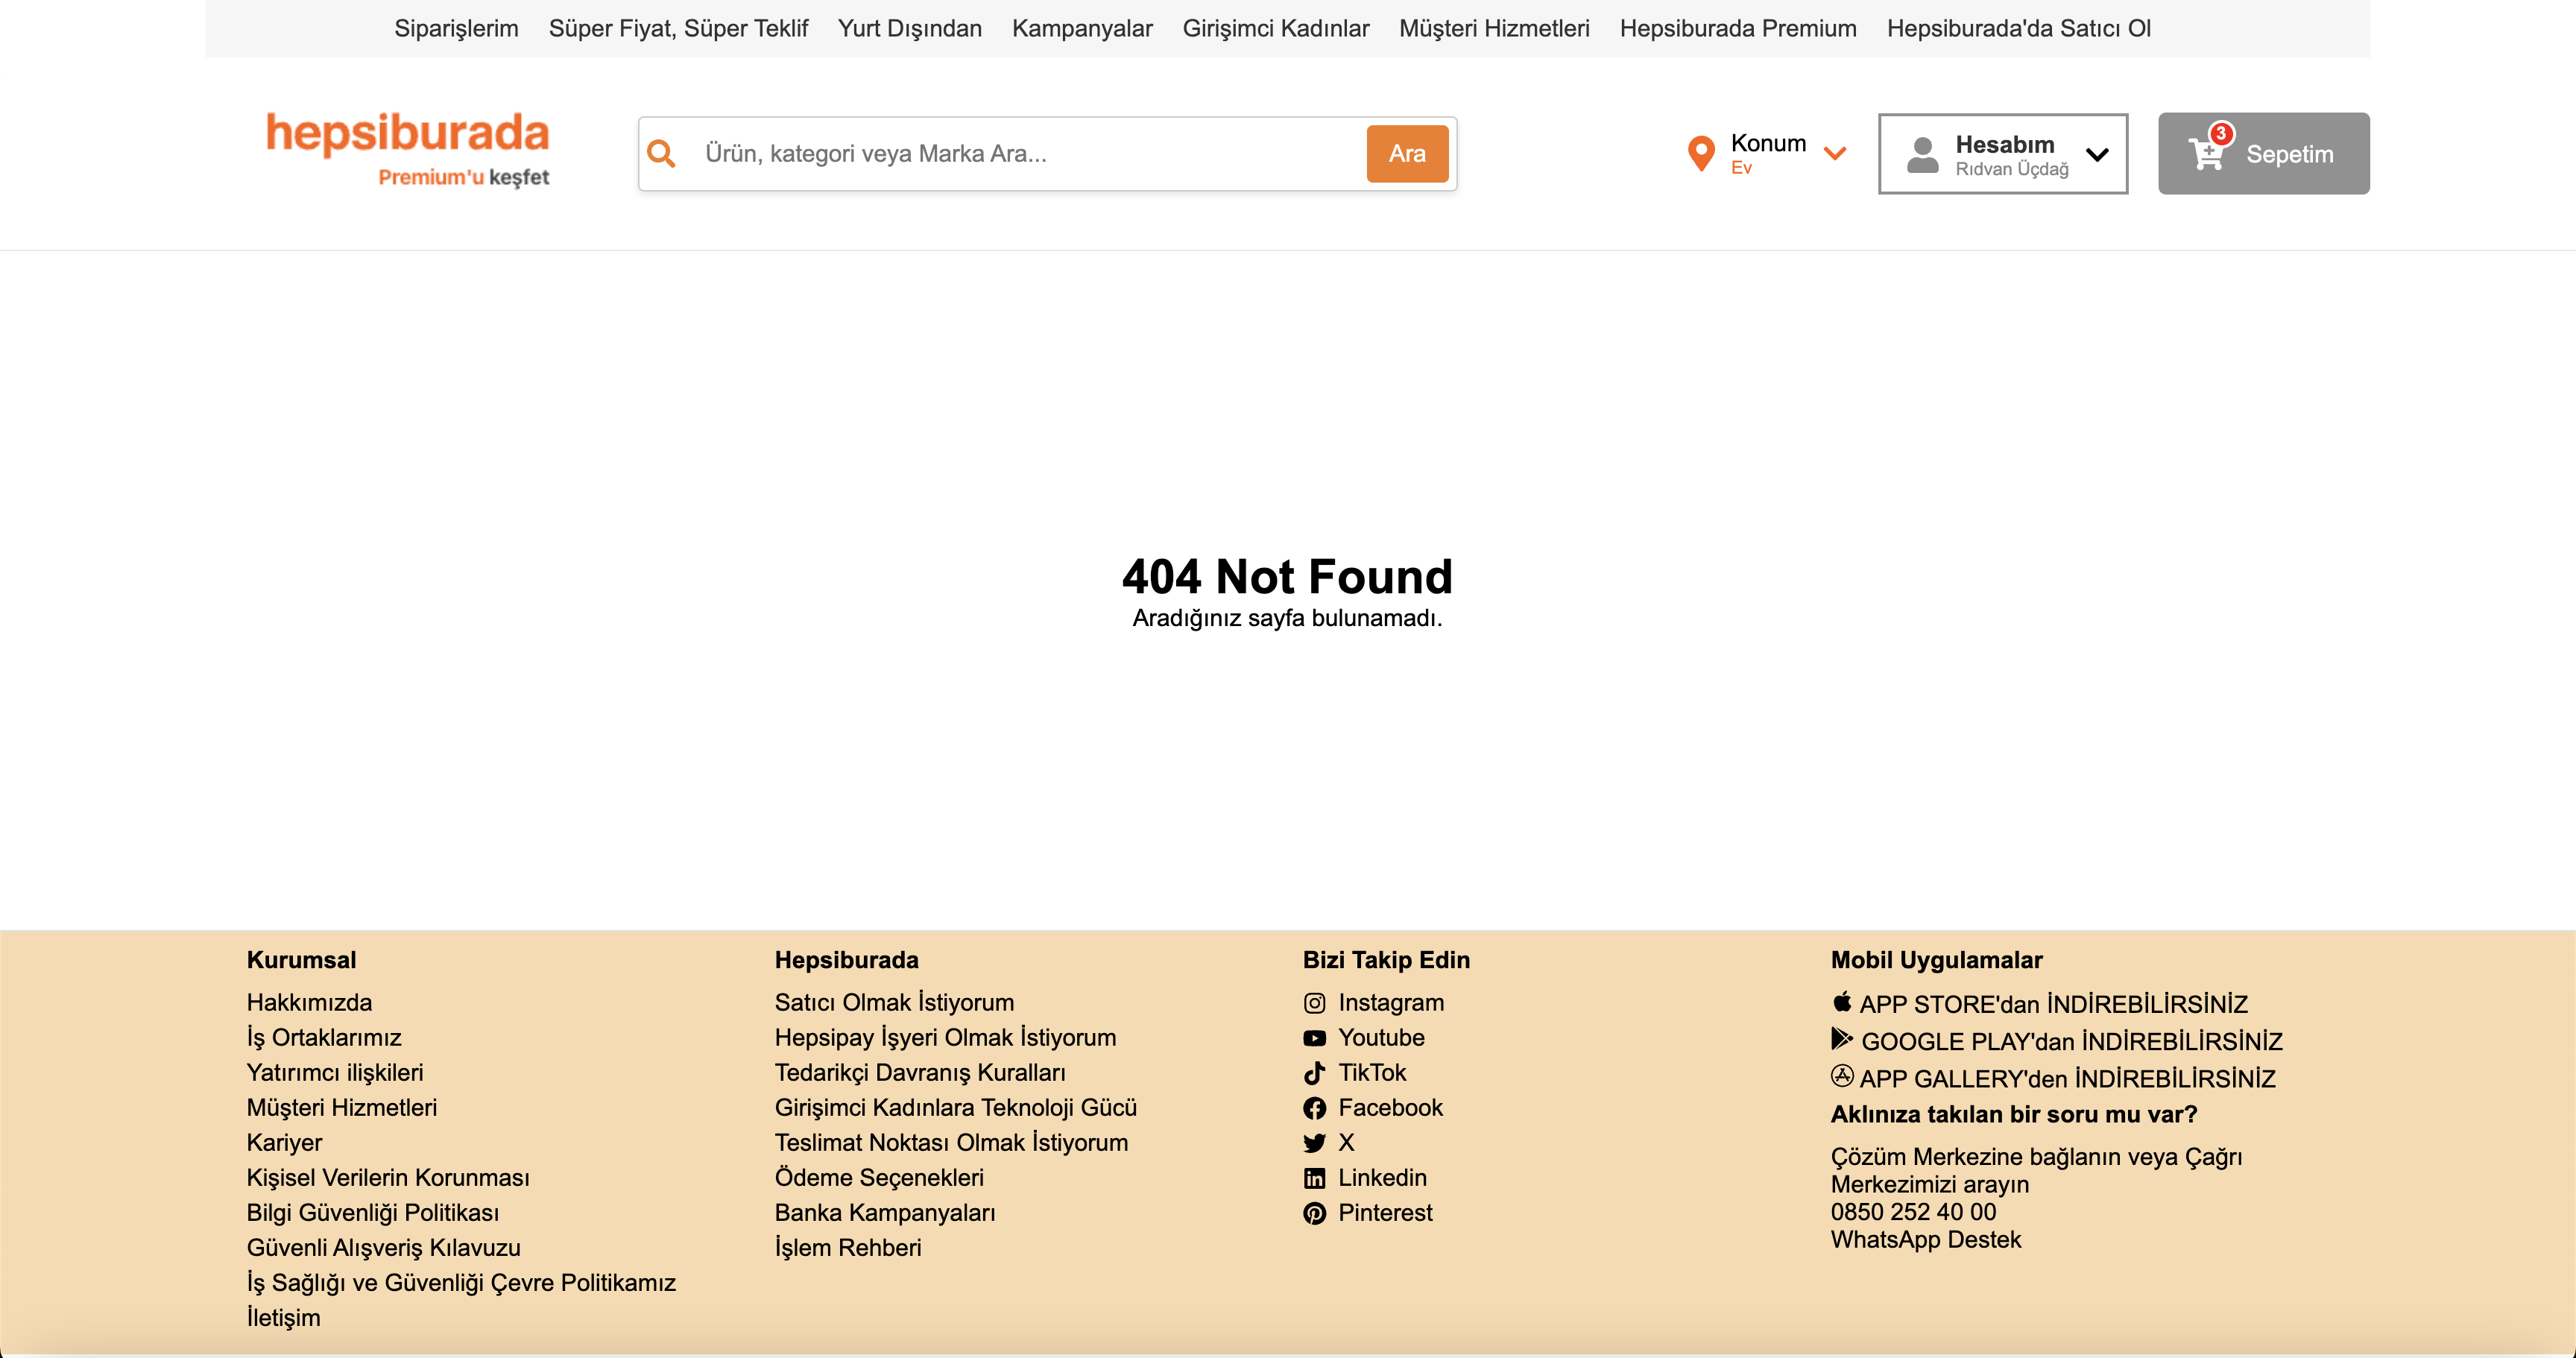 Siparişlerim Süper Fiyat, Süper Teklif Yurt Dışından Kampanyalar Girişimci Kadınlar Müşteri Hizmetleri Hepsiburada Premium Hepsiburada'da Satıcı Ol
hepsiburada
Premium'u keşfet
Ürün, kategori veya Marka Ara...
Ara
Konum
Ev
Hesabım
Rıdvan Üçdağ
3
Sepetim
404 Not Found
Aradığınız sayfa bulunamadı.
Kurumsal
Hakkımızda
İş Ortaklarımız
Yatırımcı ilişkileri
Müşteri Hizmetleri
Kariyer
Kişisel Verilerin Korunması
Bilgi Güvenliği Politikası
Güvenli Alışveriş Kılavuzu
İş Sağlığı ve Güvenliği Çevre Politikamız
İletişim
Hepsiburada
Satıcı Olmak İstiyorum
Hepsipay İşyeri Olmak İstiyorum
Tedarikçi Davranış Kuralları
Girişimci Kadınlara Teknoloji Gücü
Teslimat Noktası Olmak İstiyorum
Ödeme Seçenekleri
Banka Kampanyaları
İşlem Rehberi
Bizi Takip Edin
Instagram
Youtube
TikTok
Facebook
X
Linkedin
Pinterest
Mobil Uygulamalar
APP STORE'dan İNDİREBİLİRSİNİZ
GOOGLE PLAY'dan İNDİREBİLİRSİNİZ
APP GALLERY'den İNDİREBİLİRSİNİZ
Aklınıza takılan bir soru mu var?
Çözüm Merkezine bağlanın veya Çağrı
Merkezimizi arayın
0850 252 40 00
WhatsApp Destek